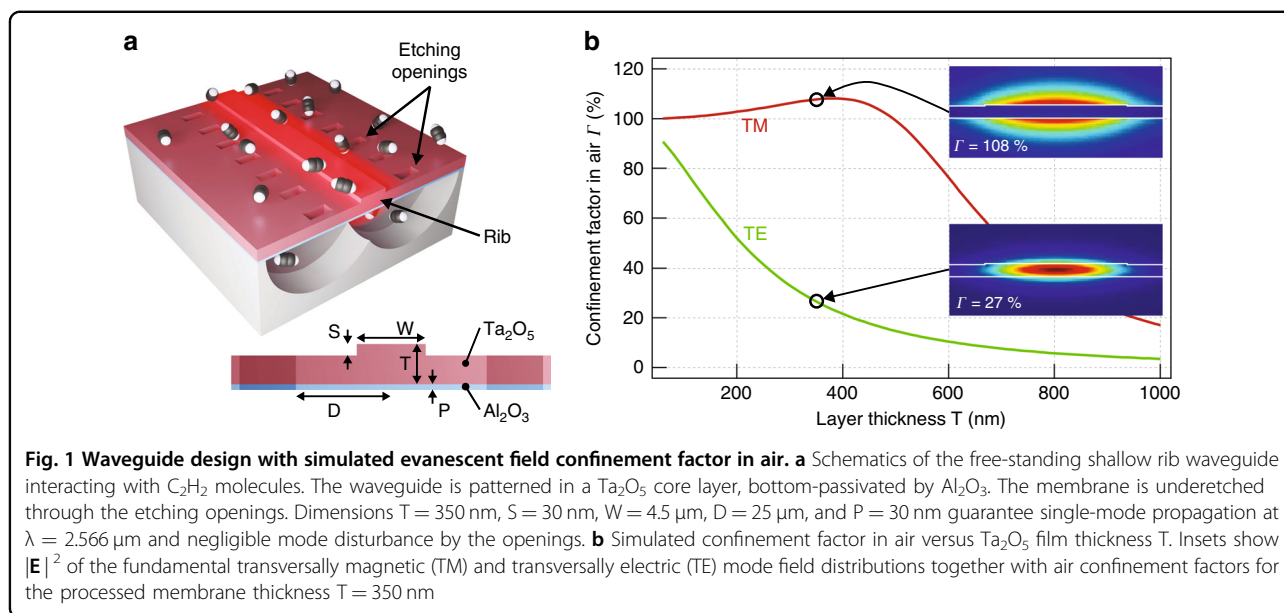 a
Etching
openings
Rib
S
W
T
Ta₂O₅
D
P
Al₂O₃
b
Confinement factor in air Γ (%)
120
100
80
60
40
20
0
TM
TE
Γ = 108 %
Γ = 27 %
200
400
600
800
1000
Layer thickness T (nm)
Fig. 1 Waveguide design with simulated evanescent field confinement factor in air. a Schematics of the free-standing shallow rib waveguide
interacting with C₂H₂ molecules. The waveguide is patterned in a Ta₂O₅ core layer, bottom-passivated by Al₂O₃. The membrane is underetched
through the etching openings. Dimensions T = 350 nm, S = 30 nm, W = 4.5 μm, D = 25 μm, and P = 30 nm guarantee single-mode propagation at
λ = 2.566 μm and negligible mode disturbance by the openings. b Simulated confinement factor in air versus Ta₂O₅ film thickness T. Insets show
|E|² of the fundamental transversally magnetic (TM) and transversally electric (TE) mode field distributions together with air confinement factors for
the processed membrane thickness T = 350 nm